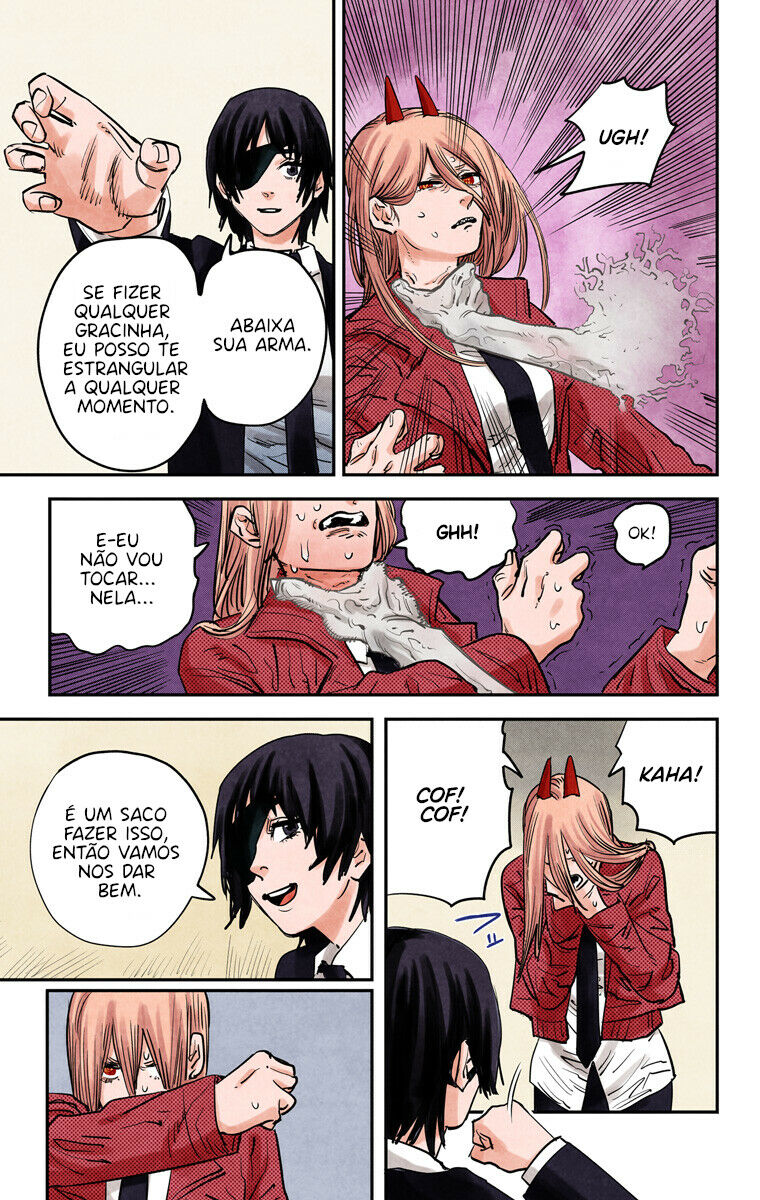 UGH!
ABAIXA
SUA ARMA.
SE FIZER
QUALQUER
GRACINHA,
EU POSSO TE
ESTRANGULAR
A QUALQUER
MOMENTO.
OK!
GHH!
E-EU
NÃO VOU
TOCAR...
NELA...
KAHA!
COF!
COF!
É UM SACO
FAZER ISSO,
ENTÃO VAMOS
NOS DAR
BEM.